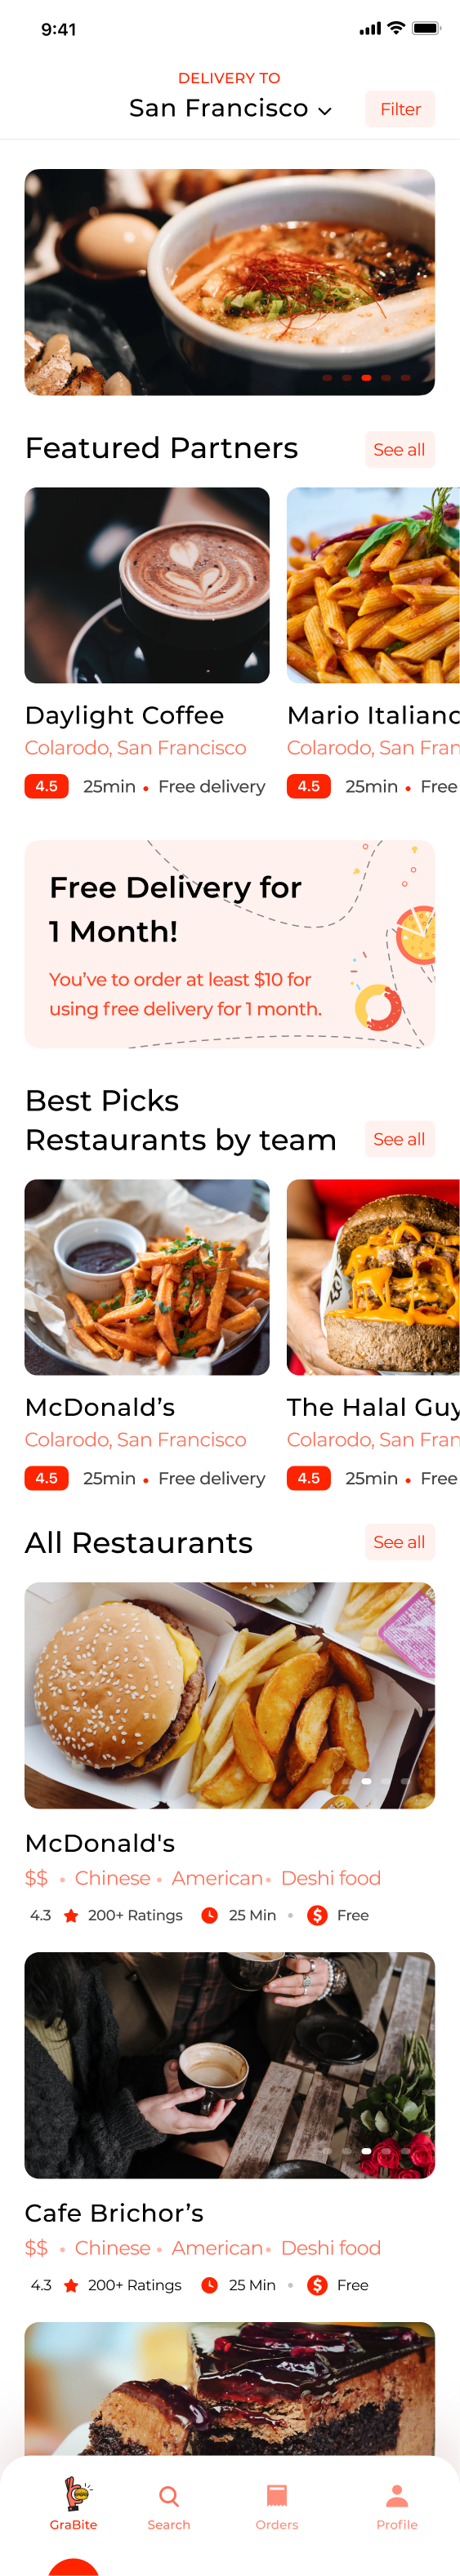 9:41
DELIVERY TO
San Francisco
Filter
Featured Partners
See all
Daylight Coffee
Mario Italiano
Colarodo, San Francisco
Colarodo, San Fran
4.5 25min • Free delivery
4.5 25min • Free
Free Delivery for
1 Month!
You’ve to order at least $10 for
using free delivery for 1 month.
Best Picks
Restaurants by team
See all
McDonald’s
The Halal Guy
Colarodo, San Francisco
Colarodo, San Fran
4.5 25min • Free delivery
4.5 25min • Free
All Restaurants
See all
McDonald's
$$ • Chinese • American • Deshi food
4.3 200+ Ratings 25 Min • $ Free
Cafe Brichor’s
$$ • Chinese • American • Deshi food
4.3 200+ Ratings 25 Min • $ Free
GraBite
Search
Orders
Profile